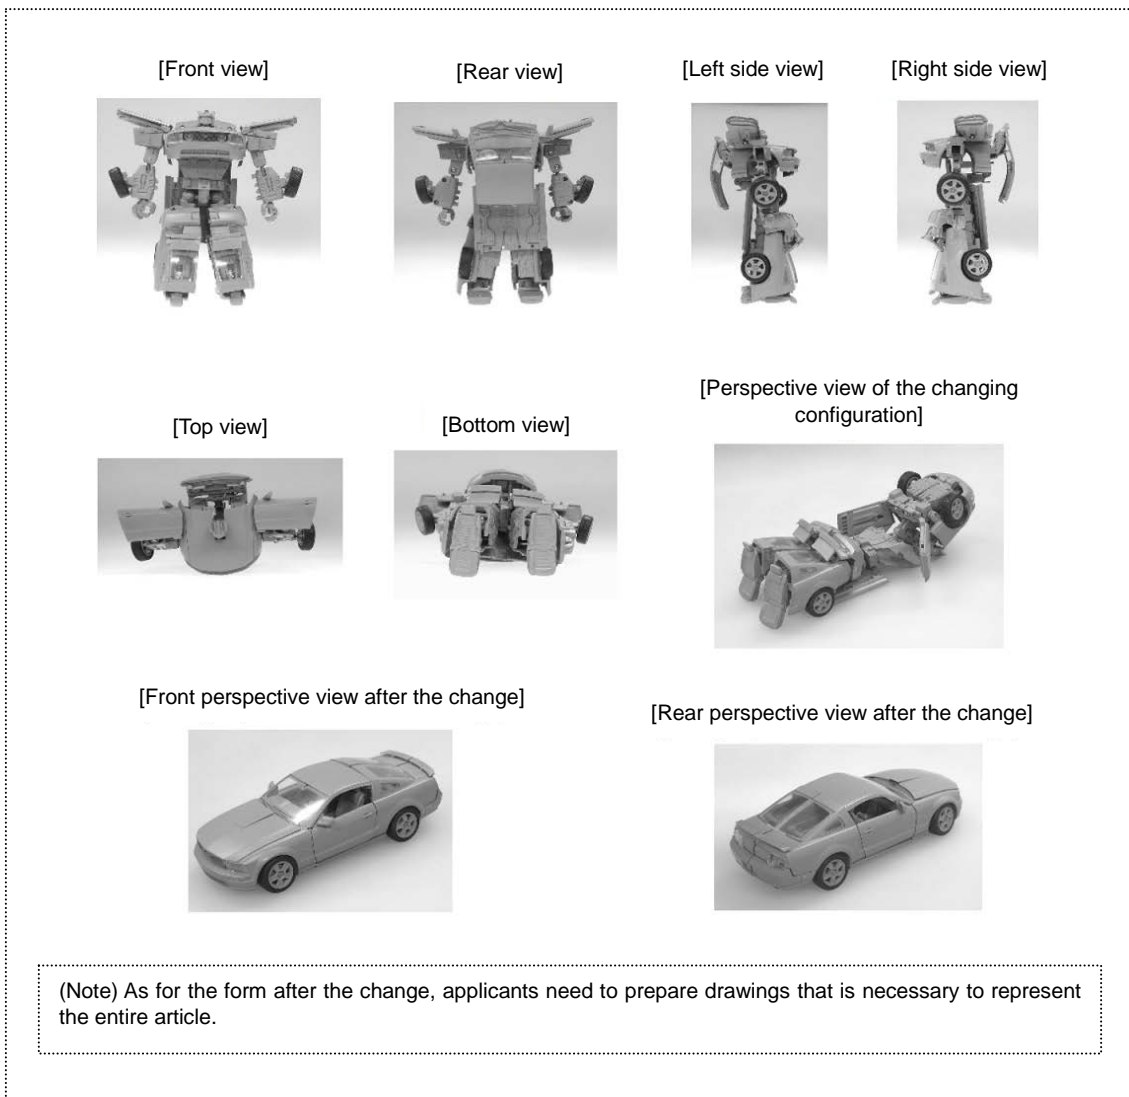 [Front view]
[Rear view]
[Left side view]
[Right side view]
[Top view]
[Bottom view]
[Perspective view of the changing
configuration]
[Front perspective view after the change]
[Rear perspective view after the change]
(Note) As for the form after the change, applicants need to prepare drawings that is necessary to represent
the entire article.